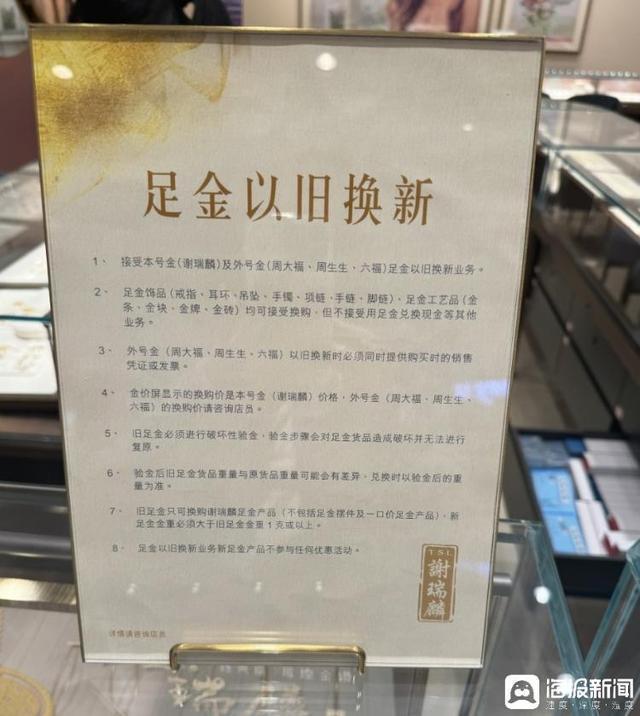 足金以旧换新
1、 接受本号金(谢瑞麟)及外号金(周大福、周生生、六福)足金以旧换新业务。
2、 足金饰品(戒指、耳环、吊坠、手镯、项链、手链、脚链)、足金工艺品(金
条、金块、金牌、金砖)均可接受换购,但不接受用足金兑换现金等其他
业务。
3、 外号金(周大福、周生生、六福)以旧换新时必须同时提供购买时的销售
凭证或发票。
4、 金价屏显示的换购价是本号金(谢瑞麟)价格,外号金(周大福、周生生、
六福)的换购价请咨询店员。
5、 旧足金必须进行破坏性验金,验金步骤会对足金货品造成破坏并无法进行
复原。
6、 验金后旧足金货品重量与原货品重量可能会有差异,兑换时以验金后的重
量为准。
7、 旧足金只可换购谢瑞麟足金产品(不包括足金摆件及一口价足金产品),新
足金金重必须大于旧足金金重1克或以上。
8、 足金以旧换新业务新足金产品不参与任何优惠活动。
TSL
謝瑞麟
详情请咨询店员
海报新闻
速度·深度·温度